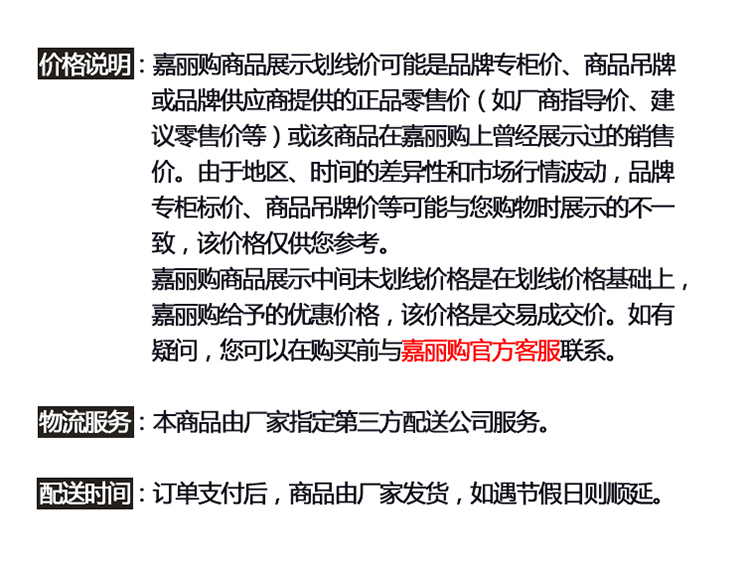 价格说明：嘉丽购商品展示划线价可能是品牌专柜价、商品吊牌
或品牌供应商提供的正品零售价（如厂商指导价、建
议零售价等）或该商品在嘉丽购上曾经展示过的销售
价。由于地区、时间的差异性和市场行情波动，品牌
专柜标价、商品吊牌价等可能与您购物时展示的不一
致，该价格仅供您参考。
嘉丽购商品展示中间未划线价格是在划线价格基础上，
嘉丽购给予的优惠价格，该价格是交易成交价。如有
疑问，您可以在购买前与嘉丽购官方客服联系。
物流服务：本商品由厂家指定第三方配送公司服务。
配送时间：订单支付后，商品由厂家发货，如遇节假日则顺延。